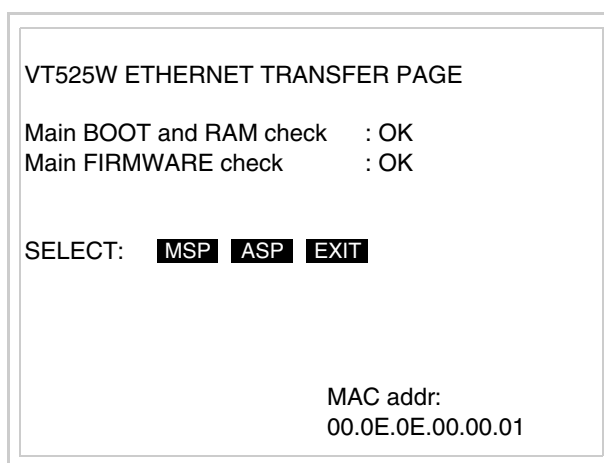 VT525W ETHERNET TRANSFER PAGE
Main BOOT and RAM check : OK
Main FIRMWARE check : OK
SELECT: MSP ASP EXIT
MAC addr:
00.0E.0E.00.00.01